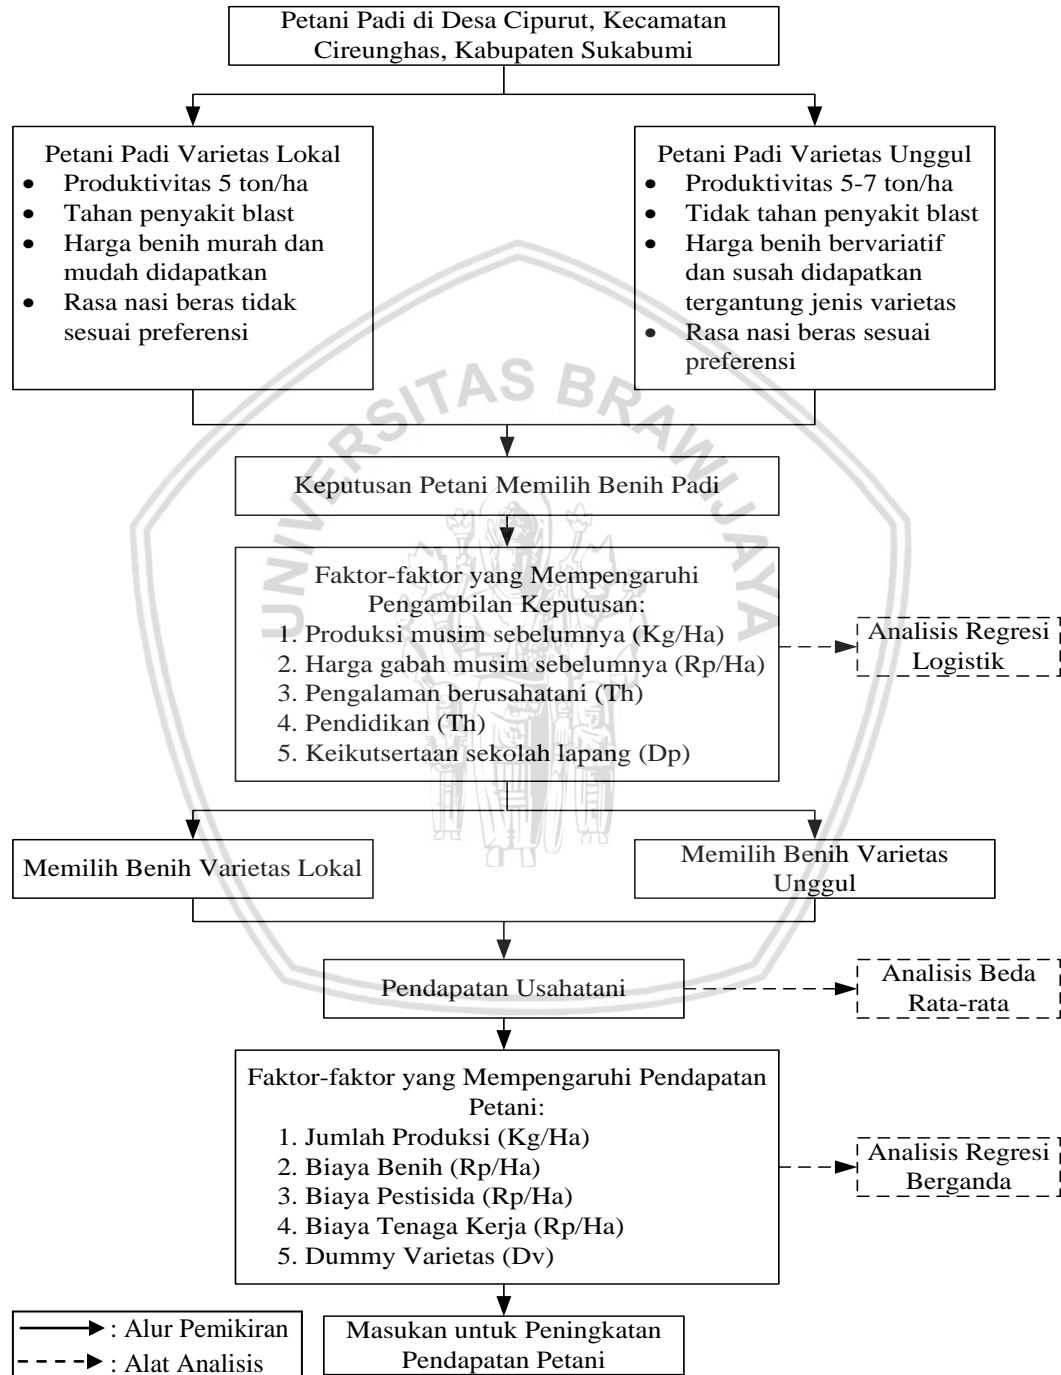 Petani Padi di Desa Cipurut, Kecamatan
Cireunghas, Kabupaten Sukabumi
Petani Padi Varietas Lokal
• Produktivitas 5 ton/ha
• Tahan penyakit blast
• Harga benih murah dan
mudah didapatkan
• Rasa nasi beras tidak
sesuai preferensi
Petani Padi Varietas Unggul
• Produktivitas 5-7 ton/ha
• Tidak tahan penyakit blast
• Harga benih bervariatif
dan susah didapatkan
tergantung jenis varietas
• Rasa nasi beras sesuai
preferensi
UNIVERSITAS BRAWIJAYA
Keputusan Petani Memilih Benih Padi
Faktor-faktor yang Mempengaruhi
Pengambilan Keputusan:
1. Produksi musim sebelumnya (Kg/Ha)
2. Harga gabah musim sebelumnya (Rp/Ha)
3. Pengalaman berusahatani (Th)
4. Pendidikan (Th)
5. Keikutsertaan sekolah lapang (Dp)
Analisis Regresi
Logistik
Memilih Benih Varietas Lokal
Memilih Benih Varietas
Unggul
Pendapatan Usahatani
Analisis Beda
Rata-rata
Faktor-faktor yang Mempengaruhi Pendapatan
Petani:
1. Jumlah Produksi (Kg/Ha)
2. Biaya Benih (Rp/Ha)
3. Biaya Pestisida (Rp/Ha)
4. Biaya Tenaga Kerja (Rp/Ha)
5. Dummy Varietas (Dv)
Analisis Regresi
Berganda
Masukan untuk Peningkatan
Pendapatan Petani
: Alur Pemikiran
: Alat Analisis